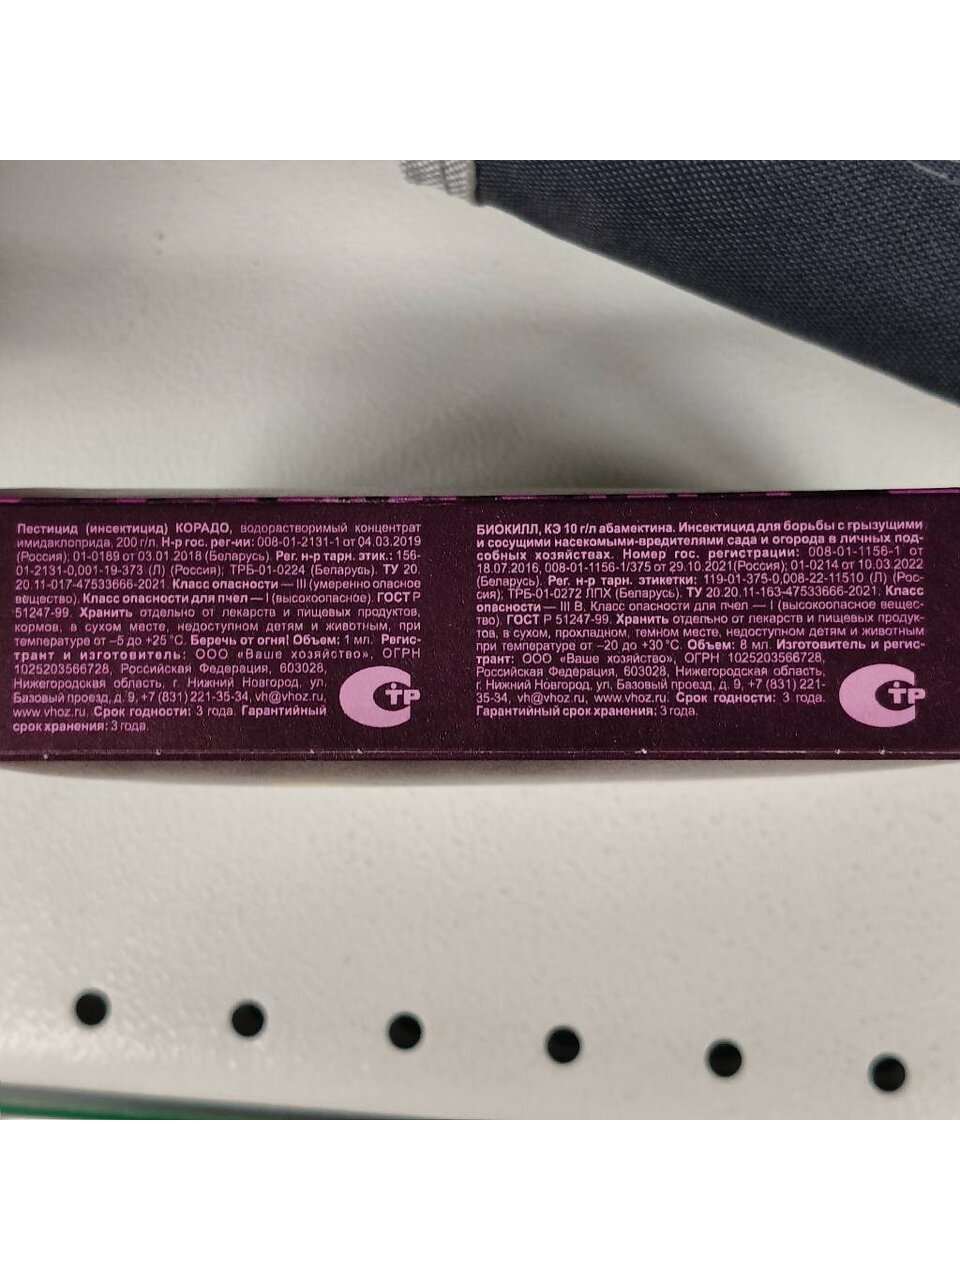 Пестицид (инсектицид) КОРАДО, водорастворимый концентрат
имидаклоприда, 200 г/л. Н-р гос. рег-ии: 008-01-2131-1 от 04.03.2019
(Россия); 01-0189 от 03.01.2018 (Беларусь). Рег. н-р тарн. этик.: 156-
01-2131-0,001-19-373 (Л) (Россия); ТРБ-01-0224 (Беларусь). ТУ 20.
20.11-017-47533666-2021. Класс опасности — III (умеренно опасное
вещество). Класс опасности для пчел — I (высокоопасное). ГОСТ Р
51247-99. Хранить отдельно от лекарств и пищевых продуктов,
кормов, в сухом месте, недоступном детям и животным, при
температуре от –5 до +25 °С. Беречь от огня! Объем: 1 мл. Регис-
трант и изготовитель: ООО «Ваше хозяйство», ОГРН
1025203566728, Российская Федерация, 603028,
Нижегородская область, г. Нижний Новгород, ул.
Базовый проезд, д. 9, +7 (831) 221-35-34, vh@vhoz.ru,
www.vhoz.ru. Срок годности: 3 года. Гарантийный
срок хранения: 3 года.
СТР
БИОКИЛЛ, КЭ 10 г/л абамектина. Инсектицид для борьбы с грызущими
и сосущими насекомыми-вредителями сада и огорода в личных под-
собных хозяйствах. Номер гос. регистрации: 008-01-1156-1 от
18.07.2016, 008-01-1156-1/375 от 29.10.2021(Россия); 01-0214 от 10.03.2022
(Беларусь). Рег. н-р тарн. этикетки: 119-01-375-0,008-22-11510 (Л) (Рос-
сия); ТРБ-01-0272 ЛПХ (Беларусь). ТУ 20.20.11-163-47533666-2021. Класс
опасности — III В. Класс опасности для пчел — I (высокоопасное вещес-
тво). ГОСТ Р 51247-99. Хранить отдельно от лекарств и пищевых продук-
тов, в сухом, прохладном, темном месте, недоступном детям и животным
при температуре от –20 до +30 °С. Объем: 8 мл. Изготовитель и регис-
трант: ООО «Ваше хозяйство», ОГРН 1025203566728,
Российская Федерация, 603028, Нижегородская область,
г. Нижний Новгород, ул. Базовый проезд, д. 9, +7 (831) 221-
35-34, vh@vhoz.ru, www.vhoz.ru. Срок годности: 3 года.
Гарантийный срок хранения: 3 года.
СТР